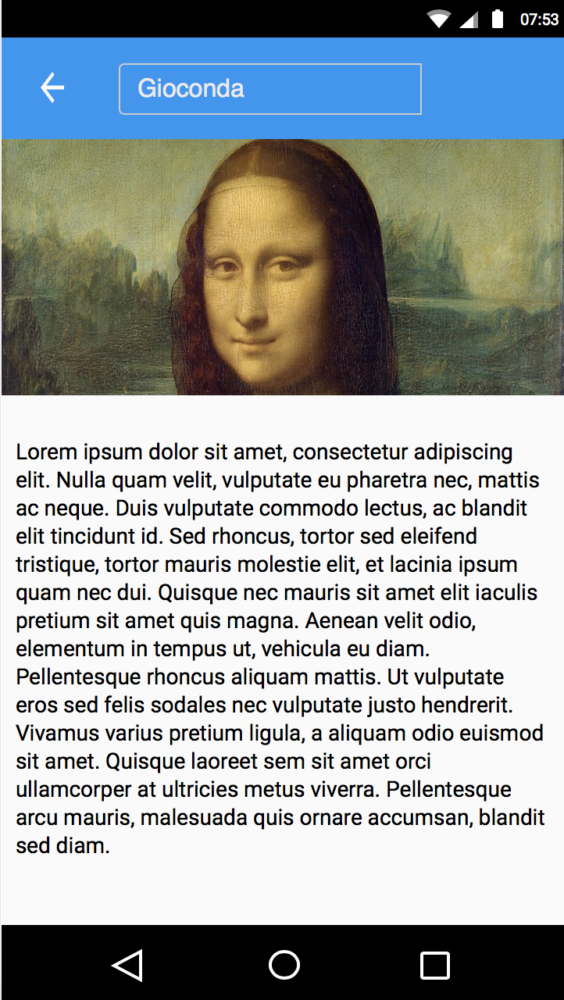 07:53
Gioconda
Lorem ipsum dolor sit amet, consectetur adipiscing
elit. Nulla quam velit, vulputate eu pharetra nec, mattis
ac neque. Duis vulputate commodo lectus, ac blandit
elit tincidunt id. Sed rhoncus, tortor sed eleifend
tristique, tortor mauris molestie elit, et lacinia ipsum
quam nec dui. Quisque nec mauris sit amet elit iaculis
pretium sit amet quis magna. Aenean velit odio,
elementum in tempus ut, vehicula eu diam.
Pellentesque rhoncus aliquam mattis. Ut vulputate
eros sed felis sodales nec vulputate justo hendrerit.
Vivamus varius pretium ligula, a aliquam odio euismod
sit amet. Quisque laoreet sem sit amet orci
ullamcorper at ultricies metus viverra. Pellentesque
arcu mauris, malesuada quis ornare accumsan, blandit
sed diam.